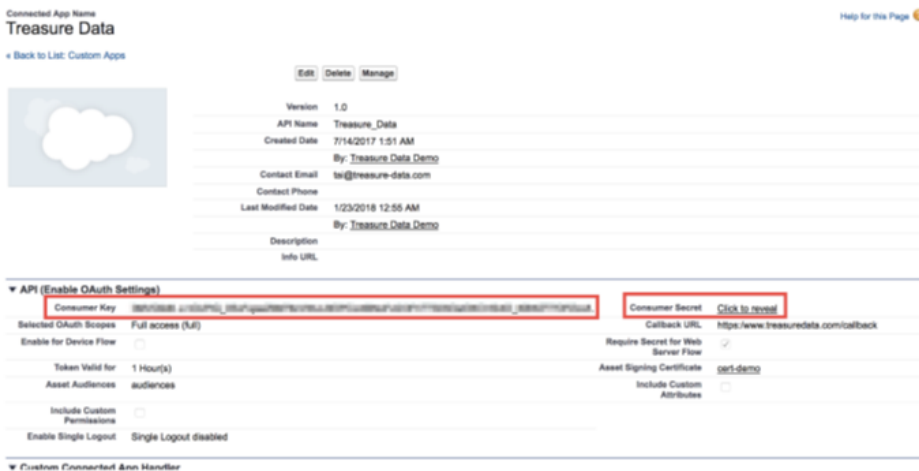 Connected App Name
Treasure Data
Help for this Page
« Back to List: Custom Apps
Edit Delete Manage
Version 1.0
API Name Treasure_Data
Created Date 7/14/2017 1:51 AM
By: Treasure Data Demo
Contact Email tsi@treasure-data.com
Contact Phone
Last Modified Date 1/23/2018 12:55 AM
By: Treasure Data Demo
Description
Info URL
▼ API (Enable OAuth Settings)
Consumer Key
Consumer Secret Click to reveal
Selected OAuth Scopes Full access (full)
Callback URL https:/www.treasuredata.com/callback
Enable for Device Flow
Require Secret for Web Server Flow
Token Valid for 1 Hour(s)
Asset Signing Certificate cert-demo
Asset Audiences audiences
Include Custom Attributes
Include Custom Permissions
Enable Single Logout Single Logout disabled
▼ Custom Connected App Handler